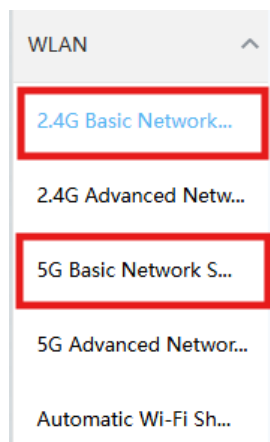 WLAN
2.4G Basic Network...
2.4G Advanced Netw...
5G Basic Network S...
5G Advanced Networ...
Automatic Wi-Fi Sh...